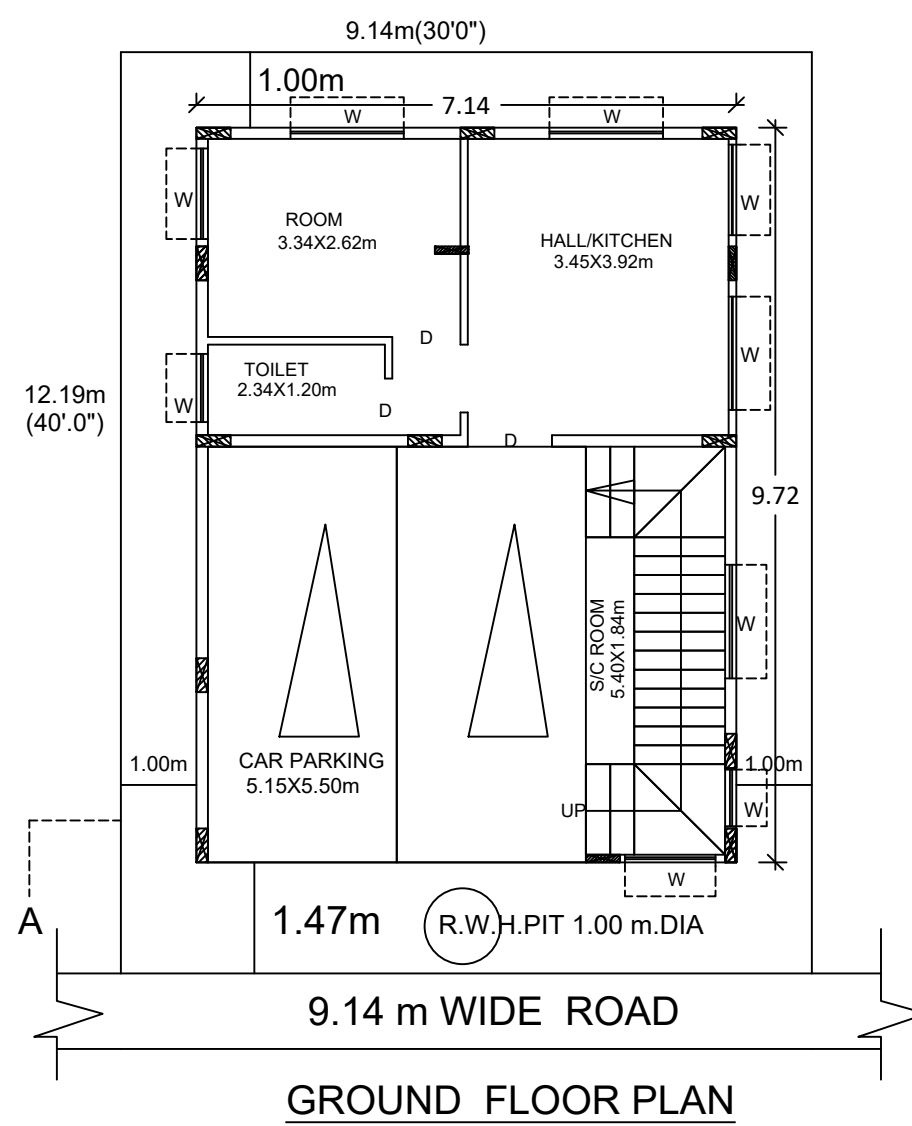 9.14m(30'0")
1.00m
7.14
W
W
W
W
ROOM
3.34X2.62m
HALL/KITCHEN
3.45X3.92m
D
W
TOILET
2.34X1.20m
12.19m
(40'.0")
W
D
D
9.72
S/C ROOM
5.40X1.84m
W
CAR PARKING
5.15X5.50m
1.00m
1.00m
UP
W
W
A
1.47m
R.W.H.PIT 1.00 m.DIA
9.14 m WIDE ROAD
GROUND FLOOR PLAN